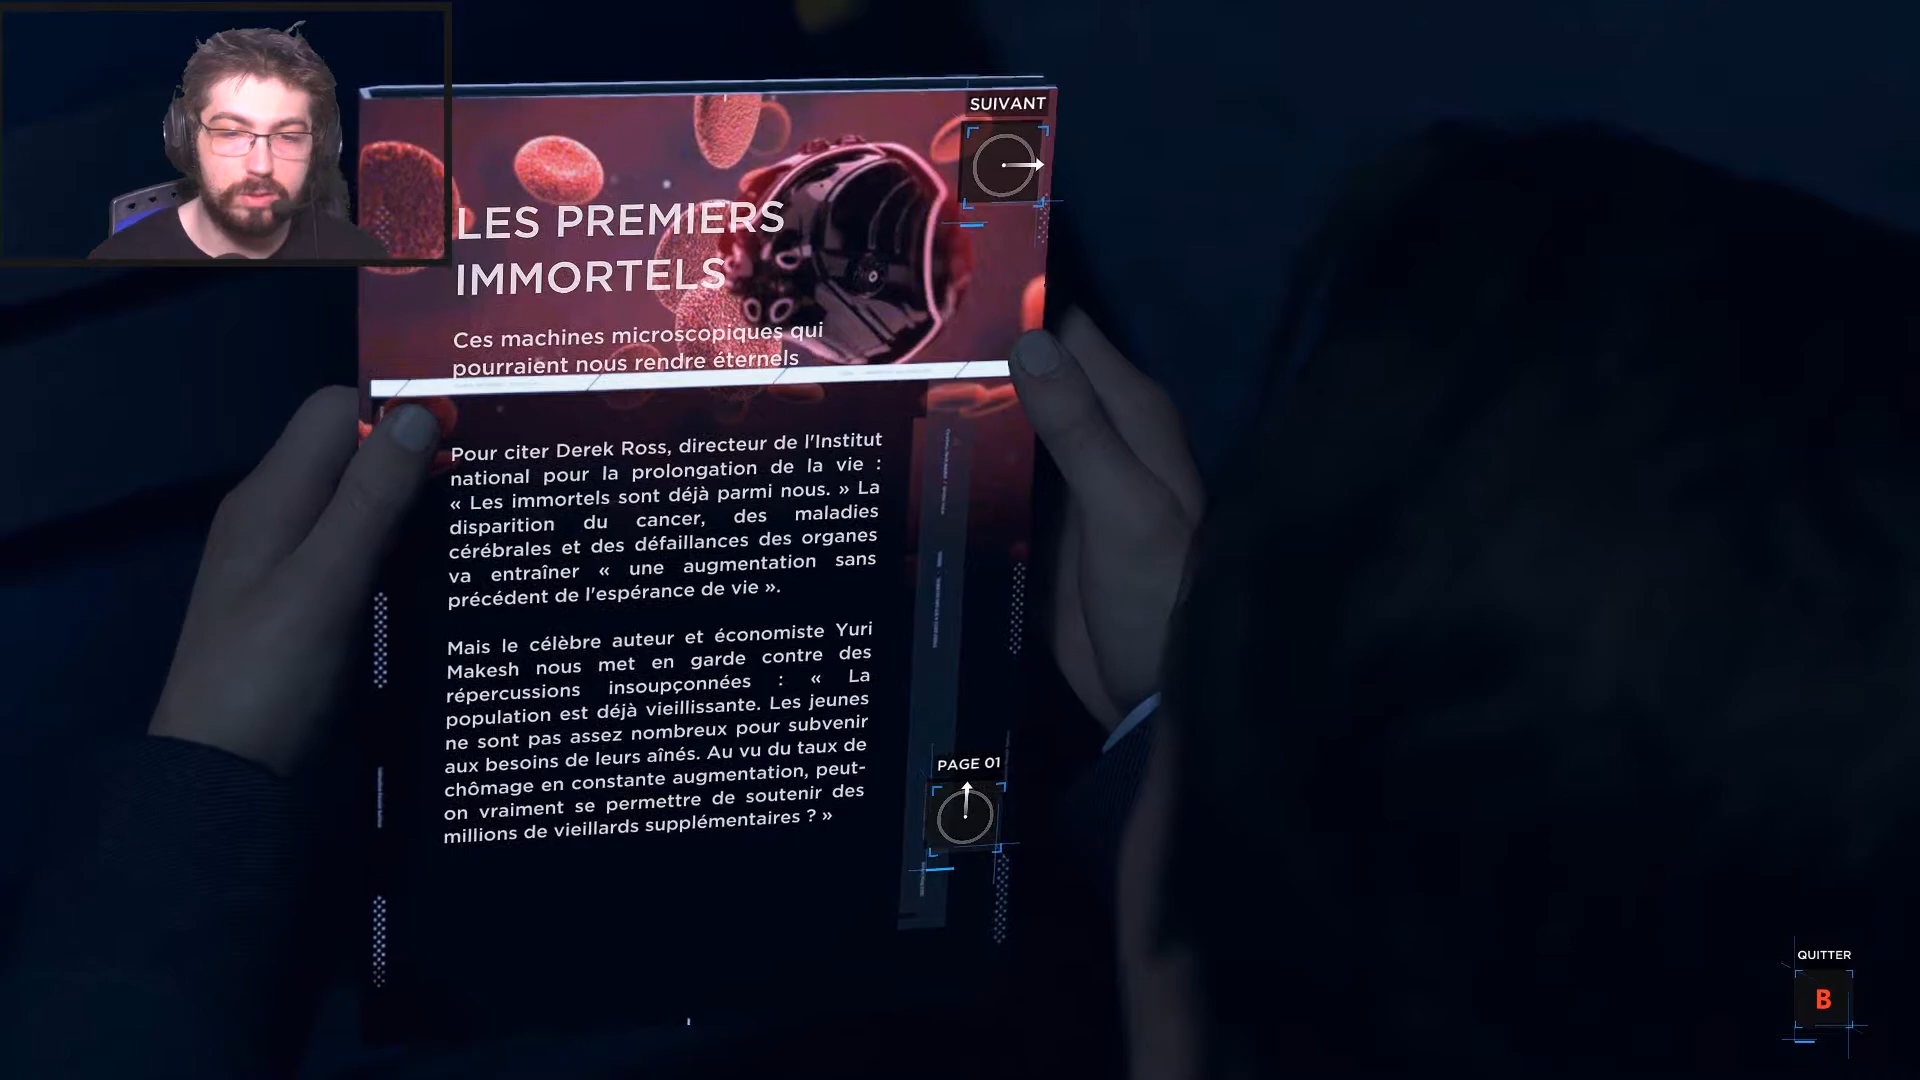 SUIVANT
LES PREMIERS
IMMORTELS
Ces machines microscopiques qui
pourraient nous rendre éternels
Pour citer Derek Ross, directeur de l'Institut
national pour la prolongation de la vie :
« Les immortels sont déjà parmi nous. » La
disparition du cancer, des maladies
cérébrales et des défaillances des organes
va entraîner « une augmentation sans
précédent de l'espérance de vie ».
Mais le célèbre auteur et économiste Yuri
Makesh nous met en garde contre des
répercussions insoupçonnées : « La
population est déjà vieillissante. Les jeunes
ne sont pas assez nombreux pour subvenir
aux besoins de leurs aînés. Au vu du taux de
chômage en constante augmentation, peut-
on vraiment se permettre de soutenir des
millions de vieillards supplémentaires ? »
PAGE 01
QUITTER
B